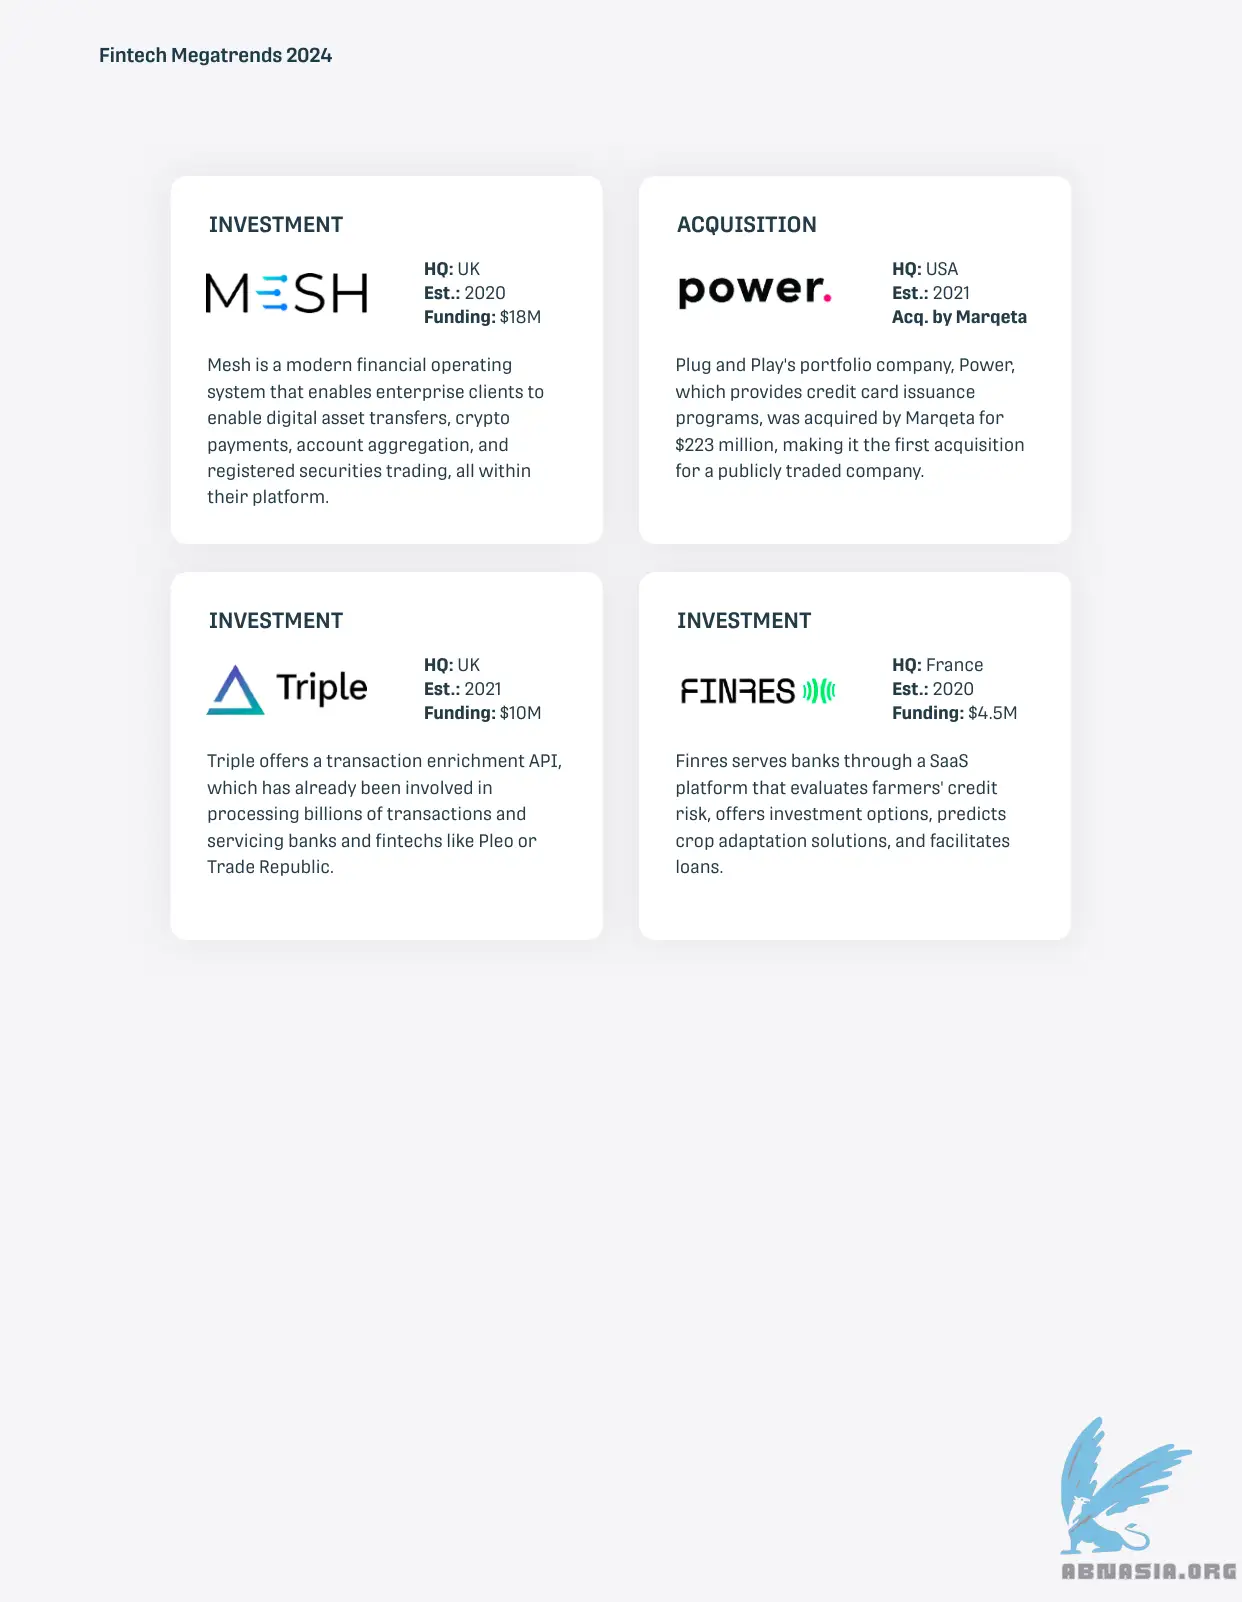 Fintech Megatrends 2024
INVESTMENT
MESH
HQ: UK
Est.: 2020
Funding: $18M
Mesh is a modern financial operating
system that enables enterprise clients to
enable digital asset transfers, crypto
payments, account aggregation, and
registered securities trading, all within
their platform.
ACQUISITION
power.
HQ: USA
Est.: 2021
Acq. by Marqeta
Plug and Play's portfolio company, Power,
which provides credit card issuance
programs, was acquired by Marqeta for
$223 million, making it the first acquisition
for a publicly traded company.
INVESTMENT
Triple
HQ: UK
Est.: 2021
Funding: $10M
Triple offers a transaction enrichment API,
which has already been involved in
processing billions of transactions and
servicing banks and fintechs like Pleo or
Trade Republic.
INVESTMENT
FINRES
HQ: France
Est.: 2020
Funding: $4.5M
Finres serves banks through a SaaS
platform that evaluates farmers' credit
risk, offers investment options, predicts
crop adaptation solutions, and facilitates
loans.
ABNASIA.ORG